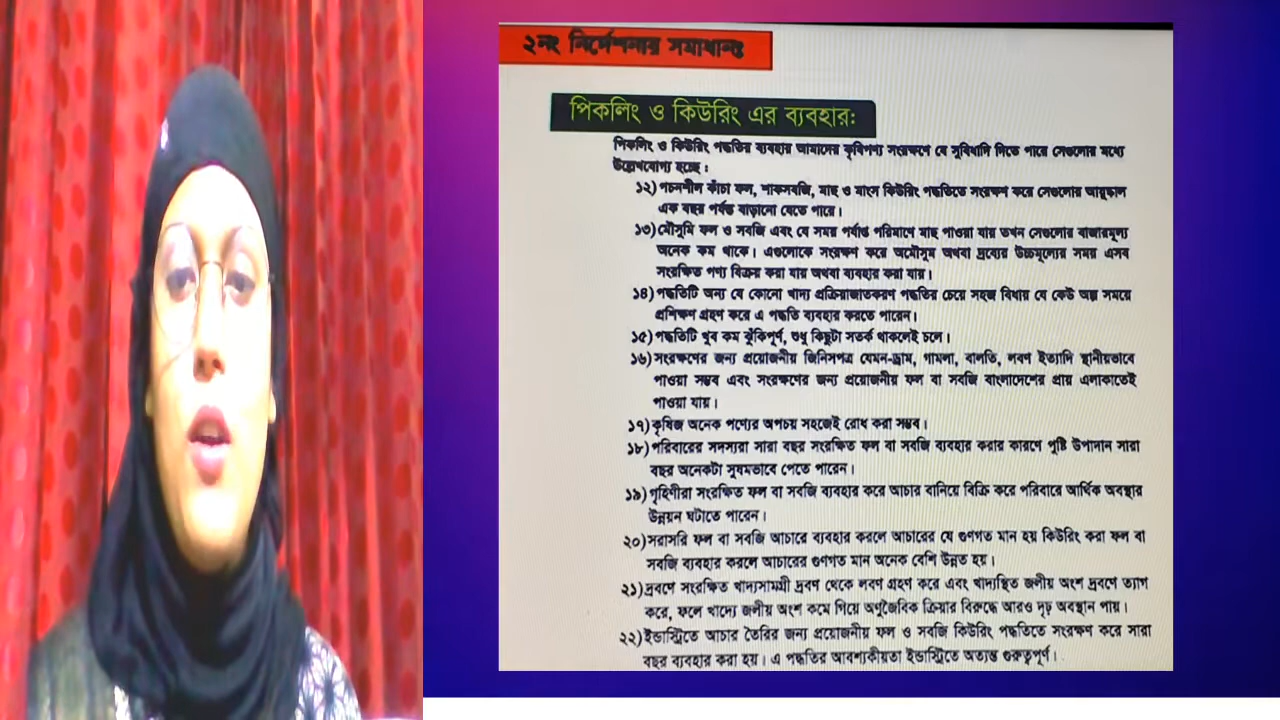 ২নং নির্দেশনার সমাধানঃ
পিকলিং ও কিউরিং এর ব্যবহার:
পিকলিং ও কিউরিং পদ্ধতির ব্যবহার আমাদের কৃষিপণ্য সংরক্ষণে যে সুবিধাদি দিতে পারে সেগুলোর মধ্যে
উল্লেখযোগ্য হচ্ছে :
১২) পচনশীল কাঁচা ফল, শাকসবজি, মাছ ও মাংস কিউরিং পদ্ধতিতে সংরক্ষণ করে সেগুলোর আয়ুষ্কাল
এক বছর পর্যন্ত বাড়ানো যেতে পারে।
১৩) মৌসুমি ফল ও সবজি এবং যে সময় পর্যাপ্ত পরিমাণে মাছ পাওয়া যায় তখন সেগুলোর বাজারমূল্য
অনেক কম থাকে। এগুলোকে সংরক্ষণ করে অমৌসুম অথবা দ্রব্যের উচ্চমূল্যের সময় এসব
সংরক্ষিত পণ্য বিক্রয় করা যায় অথবা ব্যবহার করা যায়।
১৪) পদ্ধতিটি অন্য যে কোনো খাদ্য প্রক্রিয়াজাতকরণ পদ্ধতির চেয়ে সহজ বিধায় যে কেউ অল্প সময়ে
প্রশিক্ষণ গ্রহণ করে এ পদ্ধতি ব্যবহার করতে পারেন।
১৫) পদ্ধতিটি খুব কম ঝুঁকিপূর্ণ, শুধু কিছুটা সতর্ক থাকলেই চলে।
১৬) সংরক্ষণের জন্য প্রয়োজনীয় জিনিসপত্র যেমন-ড্রাম, গামলা, বালতি, লবণ ইত্যাদি স্থানীয়ভাবে
পাওয়া সম্ভব এবং সংরক্ষণের জন্য প্রয়োজনীয় ফল বা সবজি বাংলাদেশের প্রায় এলাকাতেই
পাওয়া যায়।
১৭) কৃষিজ অনেক পণ্যের অপচয় সহজেই রোধ করা সম্ভব।
১৮) পরিবারের সদস্যরা সারা বছর সংরক্ষিত ফল বা সবজি ব্যবহার করার কারণে পুষ্টি উপাদান সারা
বছর অনেকটা সুষমভাবে পেতে পারেন।
১৯) গৃহিণীরা সংরক্ষিত ফল বা সবজি ব্যবহার করে আচার বানিয়ে বিক্রি করে পরিবারে আর্থিক অবস্থার
উন্নয়ন ঘটাতে পারেন।
২০) সরাসরি ফল বা সবজি আচারে ব্যবহার করলে আচারের যে গুণগত মান হয় কিউরিং করা ফল বা
সবজি ব্যবহার করলে আচারের গুণগত মান অনেক বেশি উন্নত হয়।
২১) দ্রবণে সংরক্ষিত খাদ্যসামগ্রী দ্রবণ থেকে লবণ গ্রহণ করে এবং খাদ্যস্থিত জলীয় অংশ দ্রবণে ত্যাগ
করে, ফলে খাদ্যে জলীয় অংশ কমে গিয়ে অণুজৈবিক ক্রিয়ার বিরুদ্ধে আরও দৃঢ় অবস্থান পায়।
২২) ইন্ডাস্ট্রিতে আচার তৈরির জন্য প্রয়োজনীয় ফল ও সবজি কিউরিং পদ্ধতিতে সংরক্ষণ করে সারা
বছর ব্যবহার করা হয়। এ পদ্ধতির আবশ্যকীয়তা ইন্ডাস্ট্রিতে অত্যন্ত গুরুত্বপূর্ণ।